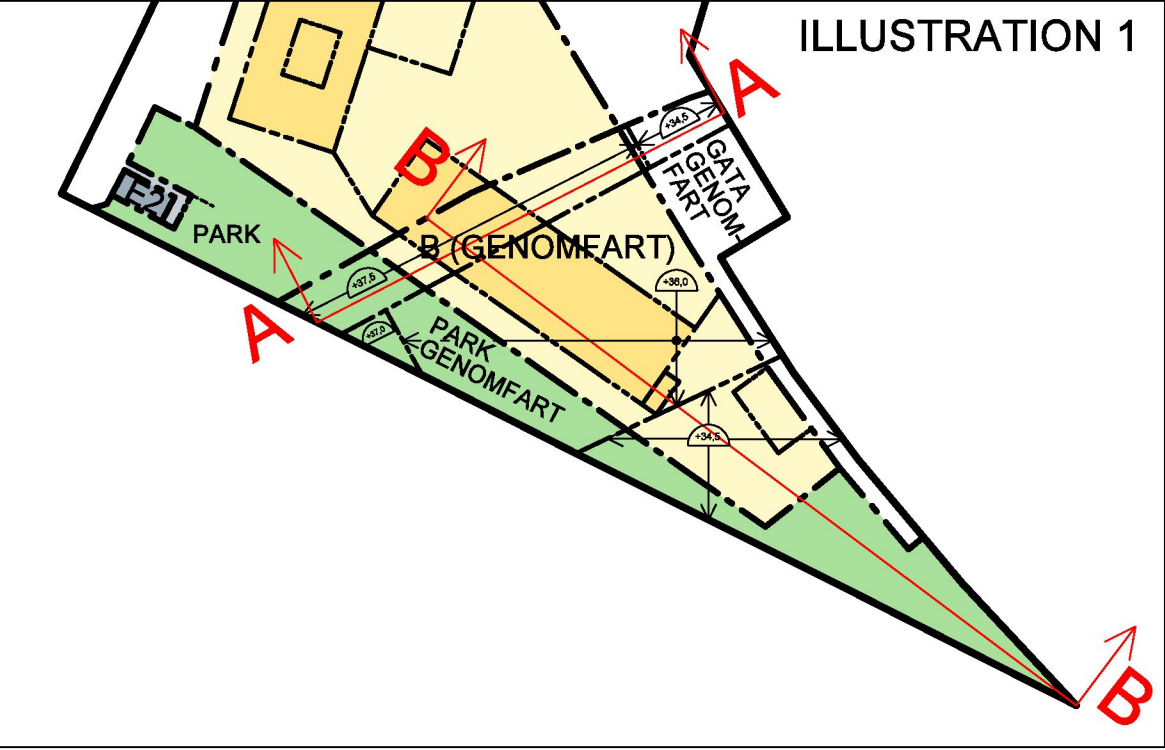 ILLUSTRATION 1
A
+34,5
B
GATA
GENOM-
FART
E21
PARK
B (GENOMFART)
+37,5
+36,0
A
+37,0
PARK
GENOMFART
+34,5
B